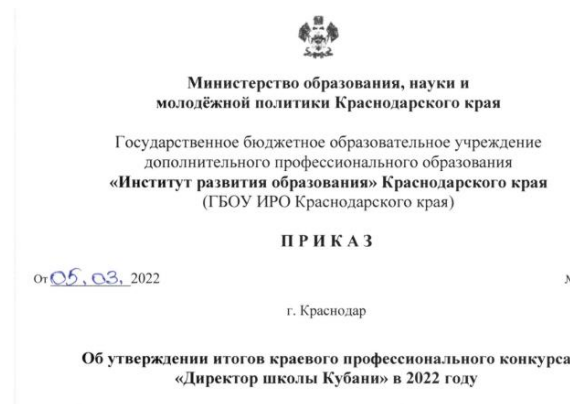 Министерство образования, науки и
молодёжной политики Краснодарского края
Государственное бюджетное образовательное учреждение
дополнительного профессионального образования
«Институт развития образования» Краснодарского края
(ГБОУ ИРО Краснодарского края)
П Р И К А З
От 05.03. 2022
г. Краснодар
Об утверждении итогов краевого профессионального конкурса
«Директор школы Кубани» в 2022 году